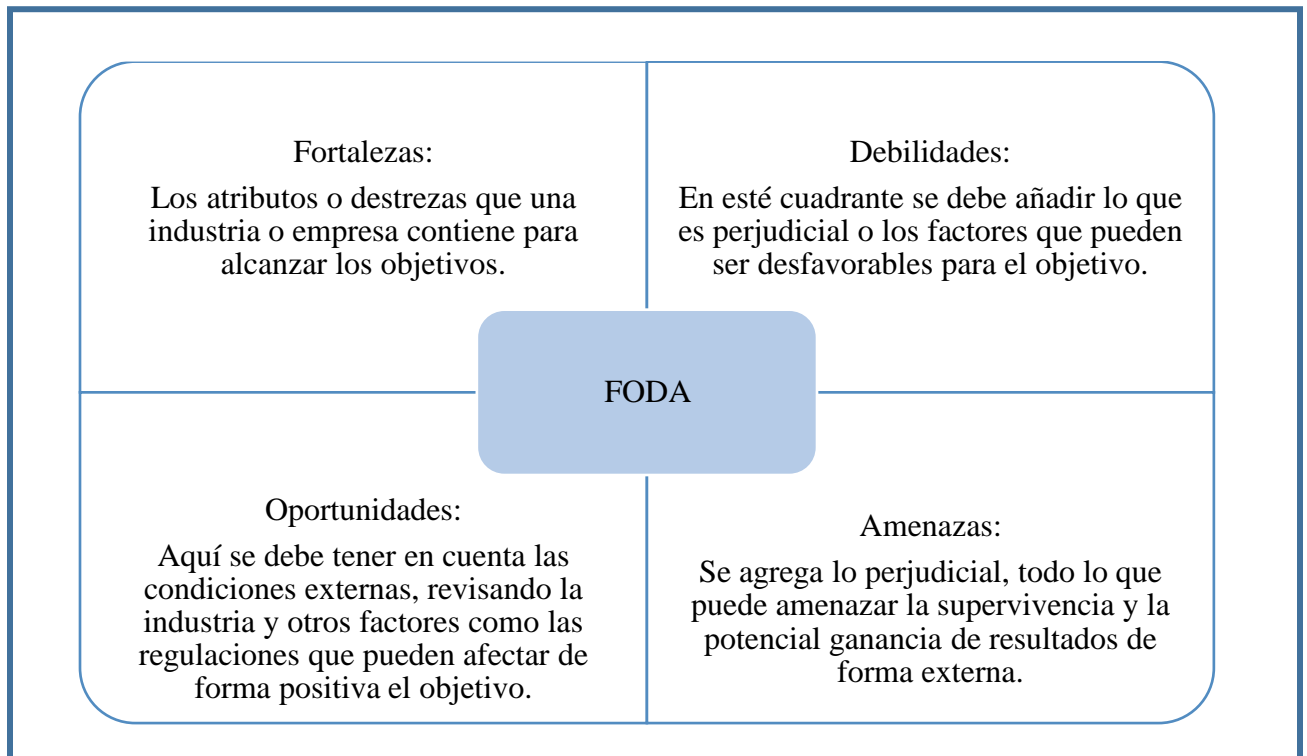 Fortalezas:
Los atributos o destrezas que una
industria o empresa contiene para
alcanzar los objetivos.
Debilidades:
En esté cuadrante se debe añadir lo que
es perjudicial o los factores que pueden
ser desfavorables para el objetivo.
FODA
Oportunidades:
Aquí se debe tener en cuenta las
condiciones externas, revisando la
industria y otros factores como las
regulaciones que pueden afectar de
forma positiva el objetivo.
Amenazas:
Se agrega lo perjudicial, todo lo que
puede amenazar la supervivencia y la
potencial ganancia de resultados de
forma externa.